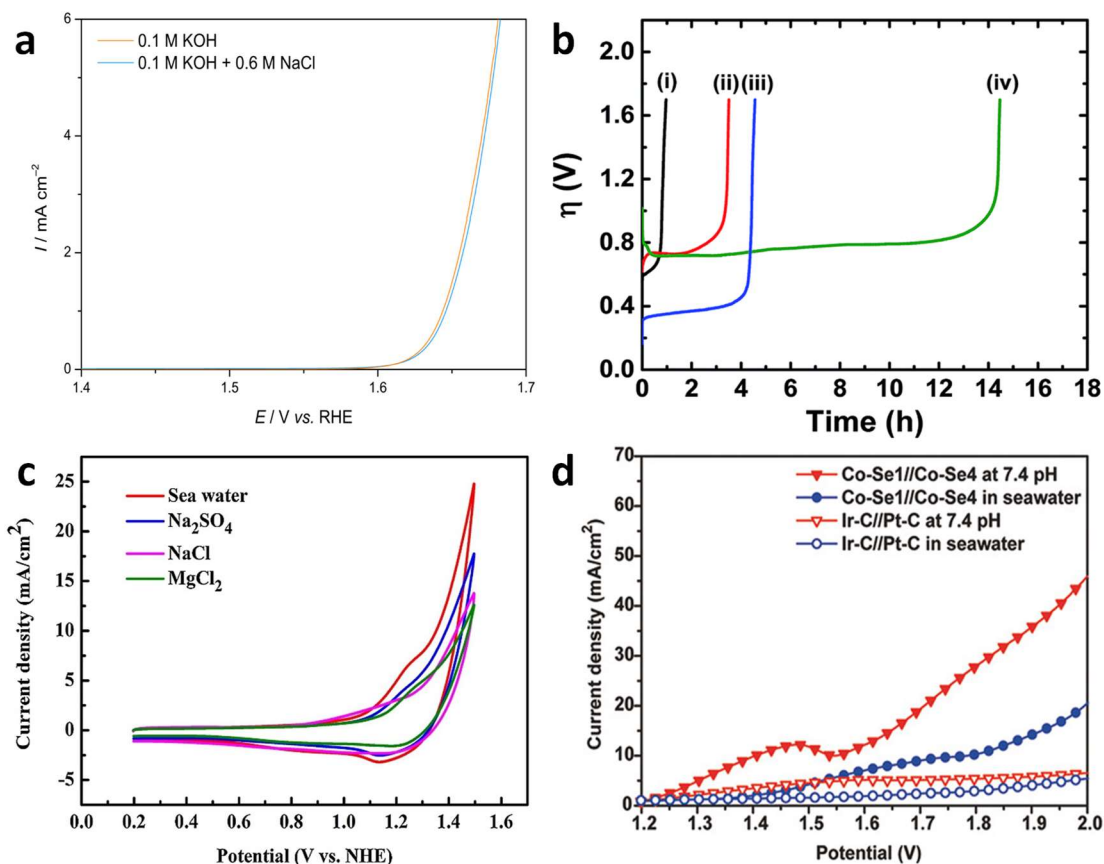 a
0.1 M KOH
0.1 M KOH + 0.6 M NaCl
6
4
2
0
I / mA cm⁻²
1.4 1.5 1.6 1.7
E / V vs. RHE
b
(i) (ii) (iii) (iv)
2.0
1.6
1.2
0.8
0.4
0.0
η (V)
0 2 4 6 8 10 12 14 16 18
Time (h)
c
Sea water
Na₂SO₄
NaCl
MgCl₂
25
20
15
10
5
0
-5
Current density (mA/cm²)
0.0 0.2 0.4 0.6 0.8 1.0 1.2 1.4 1.6
Potential (V vs. NHE)
d
Co-Se1//Co-Se4 at 7.4 pH
Co-Se1//Co-Se4 in seawater
Ir-C//Pt-C at 7.4 pH
Ir-C//Pt-C in seawater
70
60
50
40
30
20
10
0
Current density (mA/cm²)
1.2 1.3 1.4 1.5 1.6 1.7 1.8 1.9 2.0
Potential (V)